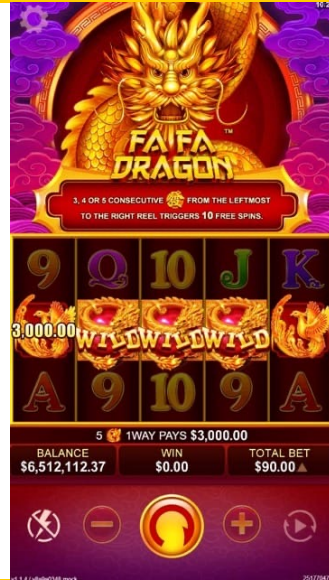 FA FA
DRAGON™
3, 4 OR 5 CONSECUTIVE FROM THE LEFTMOST
TO THE RIGHT REEL TRIGGERS 10 FREE SPINS.
9 Q 10 J K
3,000.00 WILD WILD WILD
A 9 10 9 A
5 1WAY PAYS $3,000.00
BALANCE WIN TOTAL BET
$6,512,112.37 $0.00 $90.00